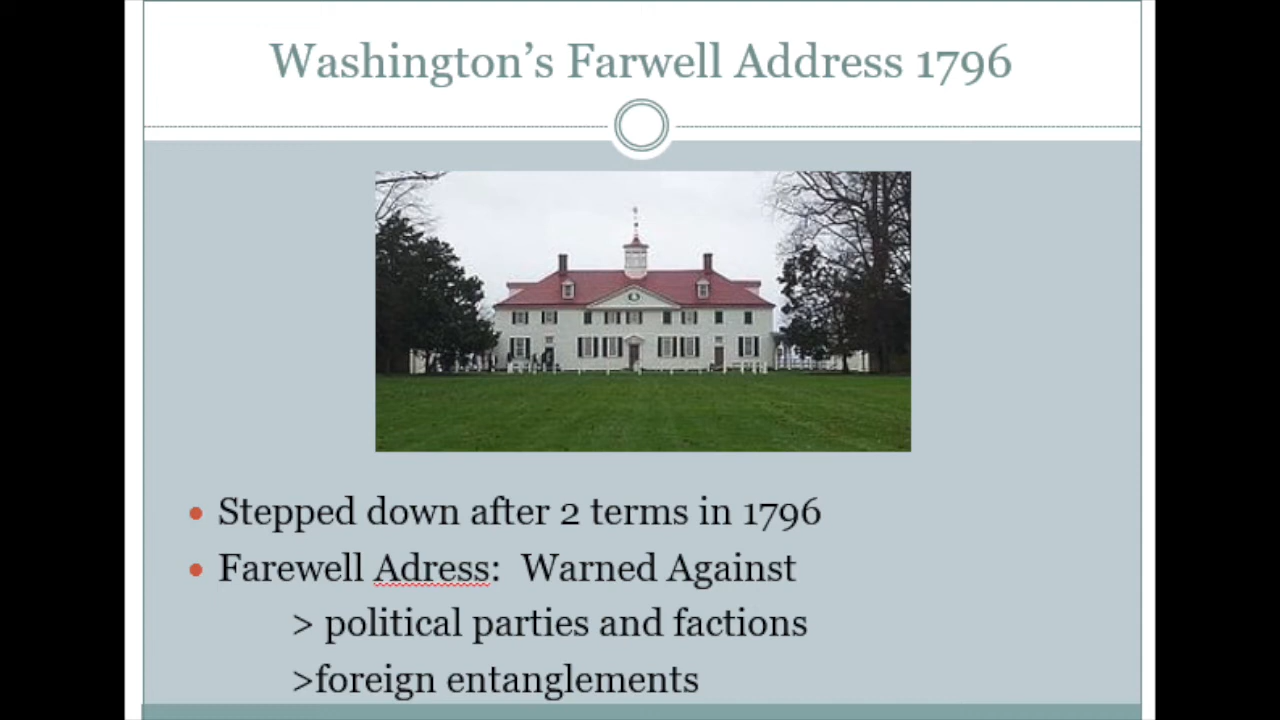 Washington’s Farwell Address 1796
• Stepped down after 2 terms in 1796
• Farewell Adress: Warned Against
> political parties and factions
>foreign entanglements